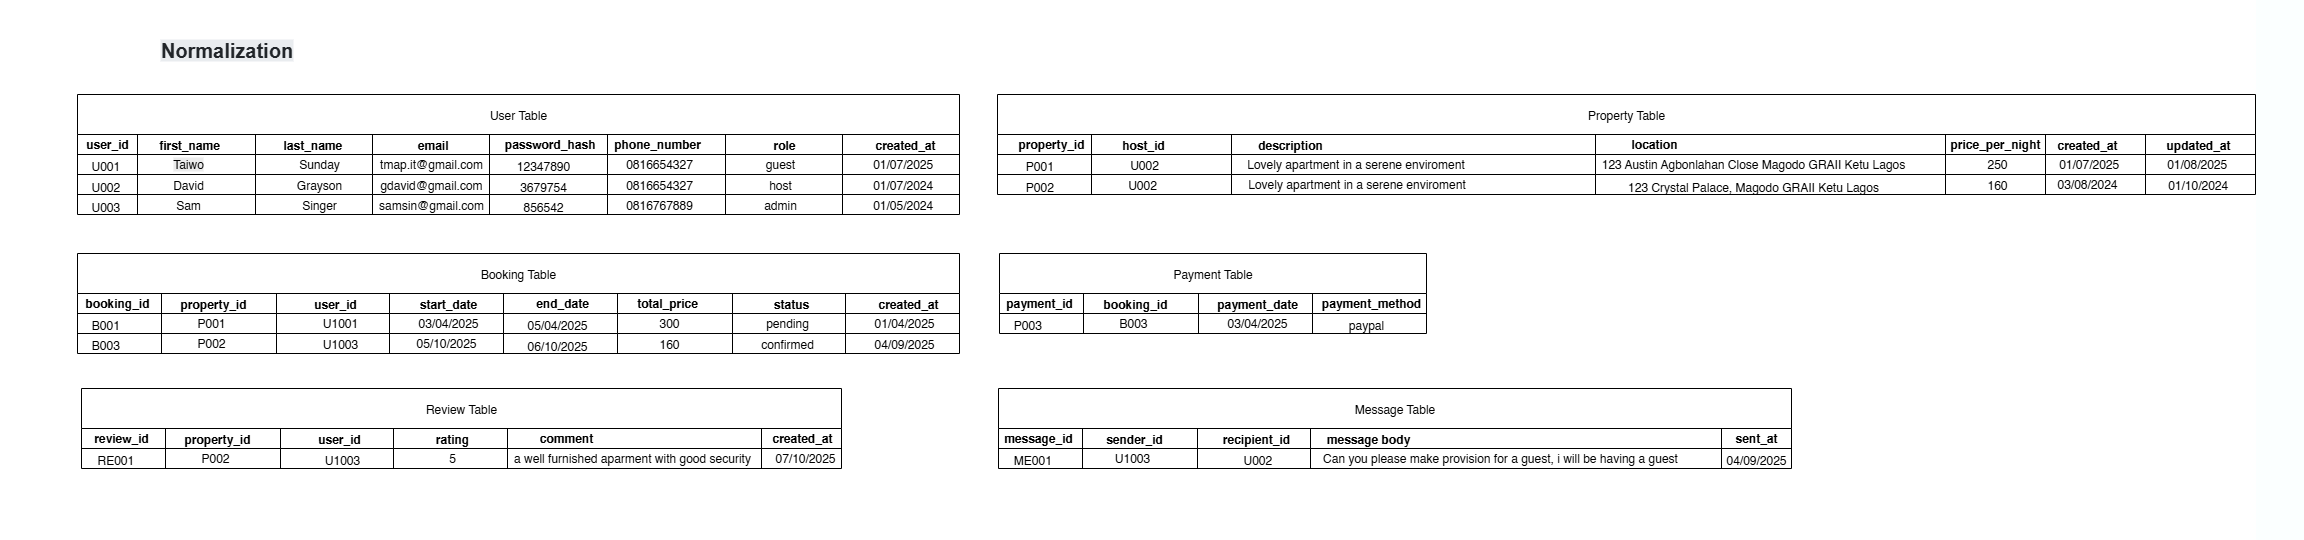 Normalization
User Table
user_id first_name last_name email password_hash phone_number role created_at
U001 Taiwo Sunday tmap.it@gmail.com 12347890 0816654327 guest 01/07/2025
U002 David Grayson gdavid@gmail.com 3679754 0816654327 host 01/07/2024
U003 Sam Singer samsin@gmail.com 856542 0816767889 admin 01/05/2024
Property Table
property_id host_id description location price_per_night created_at updated_at
P001 U002 Lovely apartment in a serene enviroment 123 Austin Agbonlahan Close Magodo GRAII Ketu Lagos 250 01/07/2025 01/08/2025
P002 U002 Lovely apartment in a serene enviroment 123 Crystal Palace, Magodo GRAII Ketu Lagos 160 03/08/2024 01/10/2024
Booking Table
booking_id property_id user_id start_date end_date total_price status created_at
B001 P001 U1001 03/04/2025 05/04/2025 300 pending 01/04/2025
B003 P002 U1003 05/10/2025 06/10/2025 160 confirmed 04/09/2025
Payment Table
payment_id booking_id payment_date payment_method
P003 B003 03/04/2025 paypal
Review Table
review_id property_id user_id rating comment created_at
RE001 P002 U1003 5 a well furnished aparment with good security 07/10/2025
Message Table
message_id sender_id recipient_id message body sent_at
ME001 U1003 U002 Can you please make provision for a guest, i will be having a guest 04/09/2025